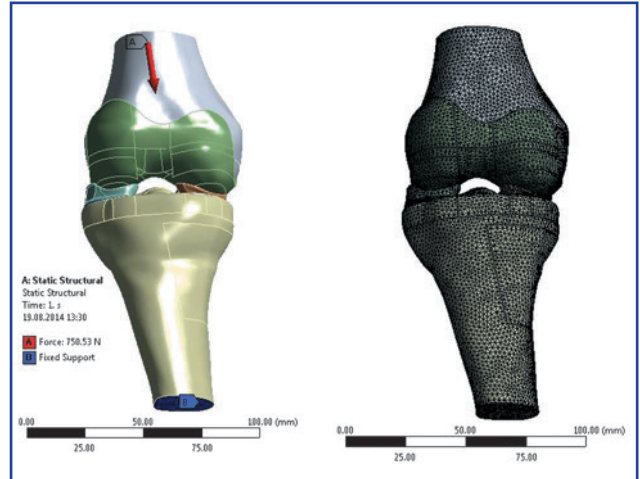 A
A: Static Structural
Static Structural
Time: 1. s
19.08.2014 13:30
A Force: 750.53 N
B Fixed Support
B
0.00 50.00 100.00 (mm)
25.00 75.00
0.00 50.00 100.00 (mm)
25.00 75.00